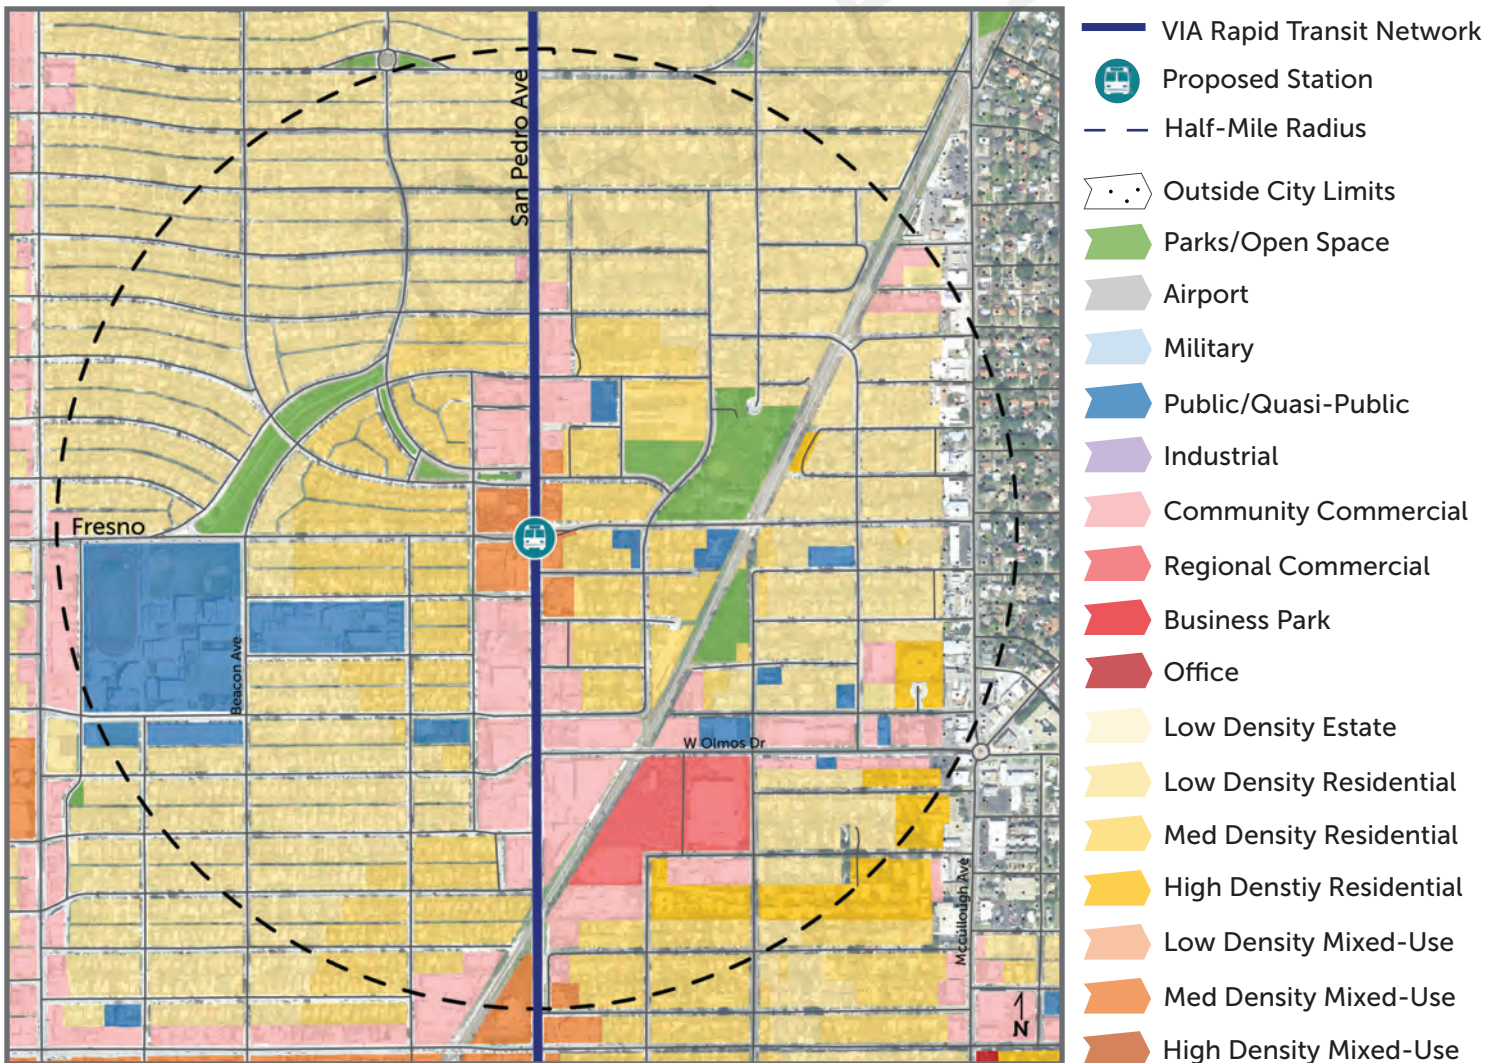 San Pedro Ave
Fresno
Beacon Ave
W Olmos Dr
Mccullough Ave
N
VIA Rapid Transit Network
Proposed Station
Half-Mile Radius
Outside City Limits
Parks/Open Space
Airport
Military
Public/Quasi-Public
Industrial
Community Commercial
Regional Commercial
Business Park
Office
Low Density Estate
Low Density Residential
Med Density Residential
High Denstiy Residential
Low Density Mixed-Use
Med Density Mixed-Use
High Density Mixed-Use